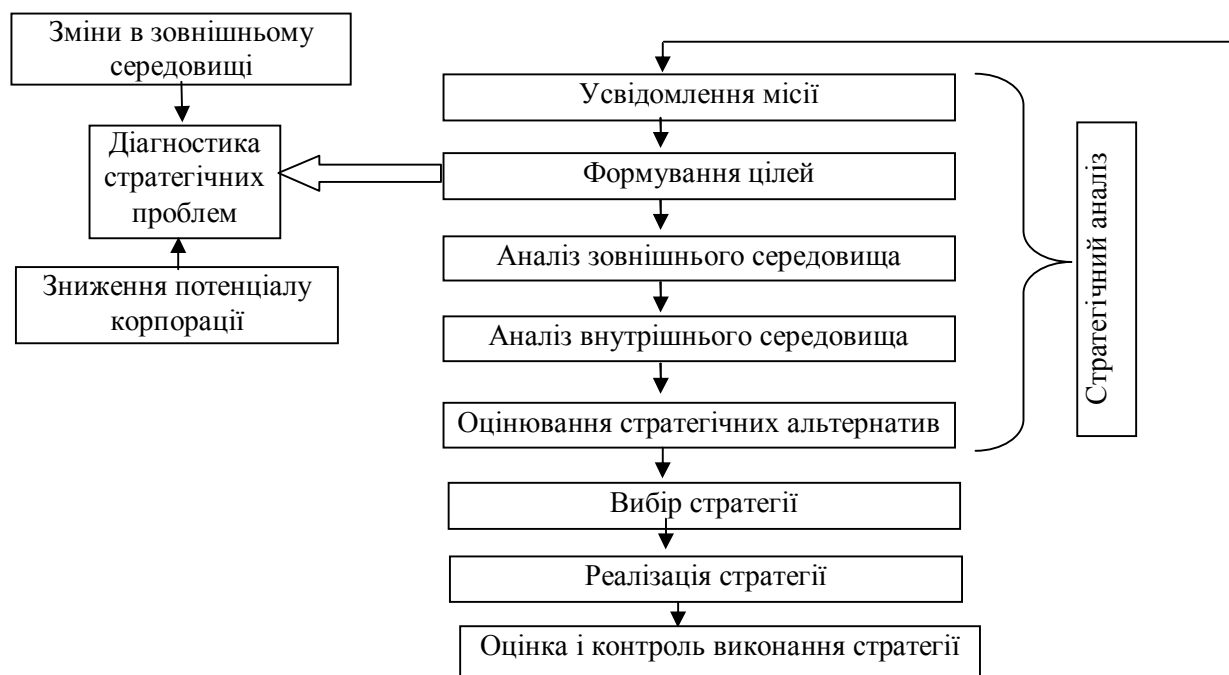 Зміни в зовнішньому
середовищі
Діагностика
стратегічних
проблем
Зниження потенціалу
корпорації
Усвідомлення місії
Формування цілей
Аналіз зовнішнього середовища
Аналіз внутрішнього середовища
Оцінювання стратегічних альтернатив
Вибір стратегії
Реалізація стратегії
Оцінка і контроль виконання стратегії
Стратегічний аналіз